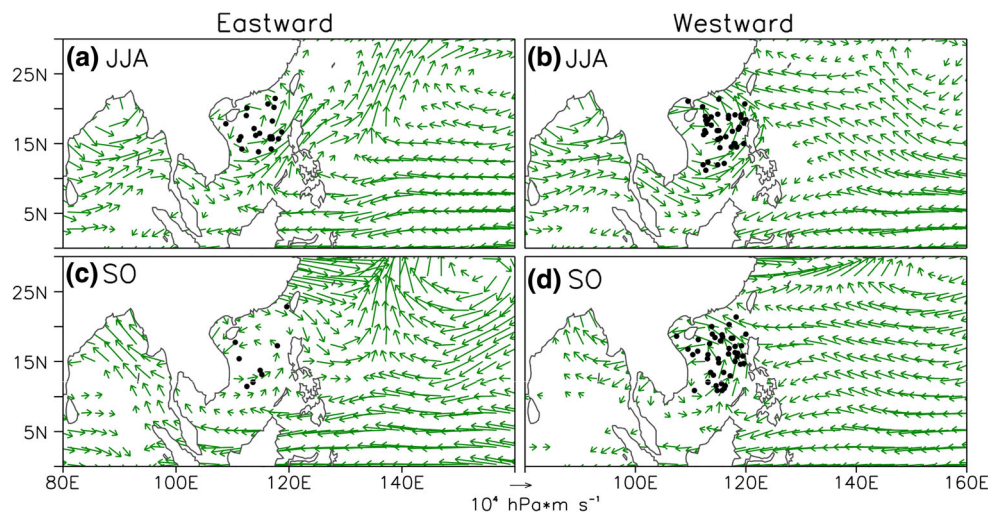 Eastward Westward
(a) JJA (b) JJA
25N
15N
5N
(c) SO (d) SO
25N
15N
5N
80E 100E 120E 140E 100E 120E 140E 160E
10⁴ hPa*m s⁻¹